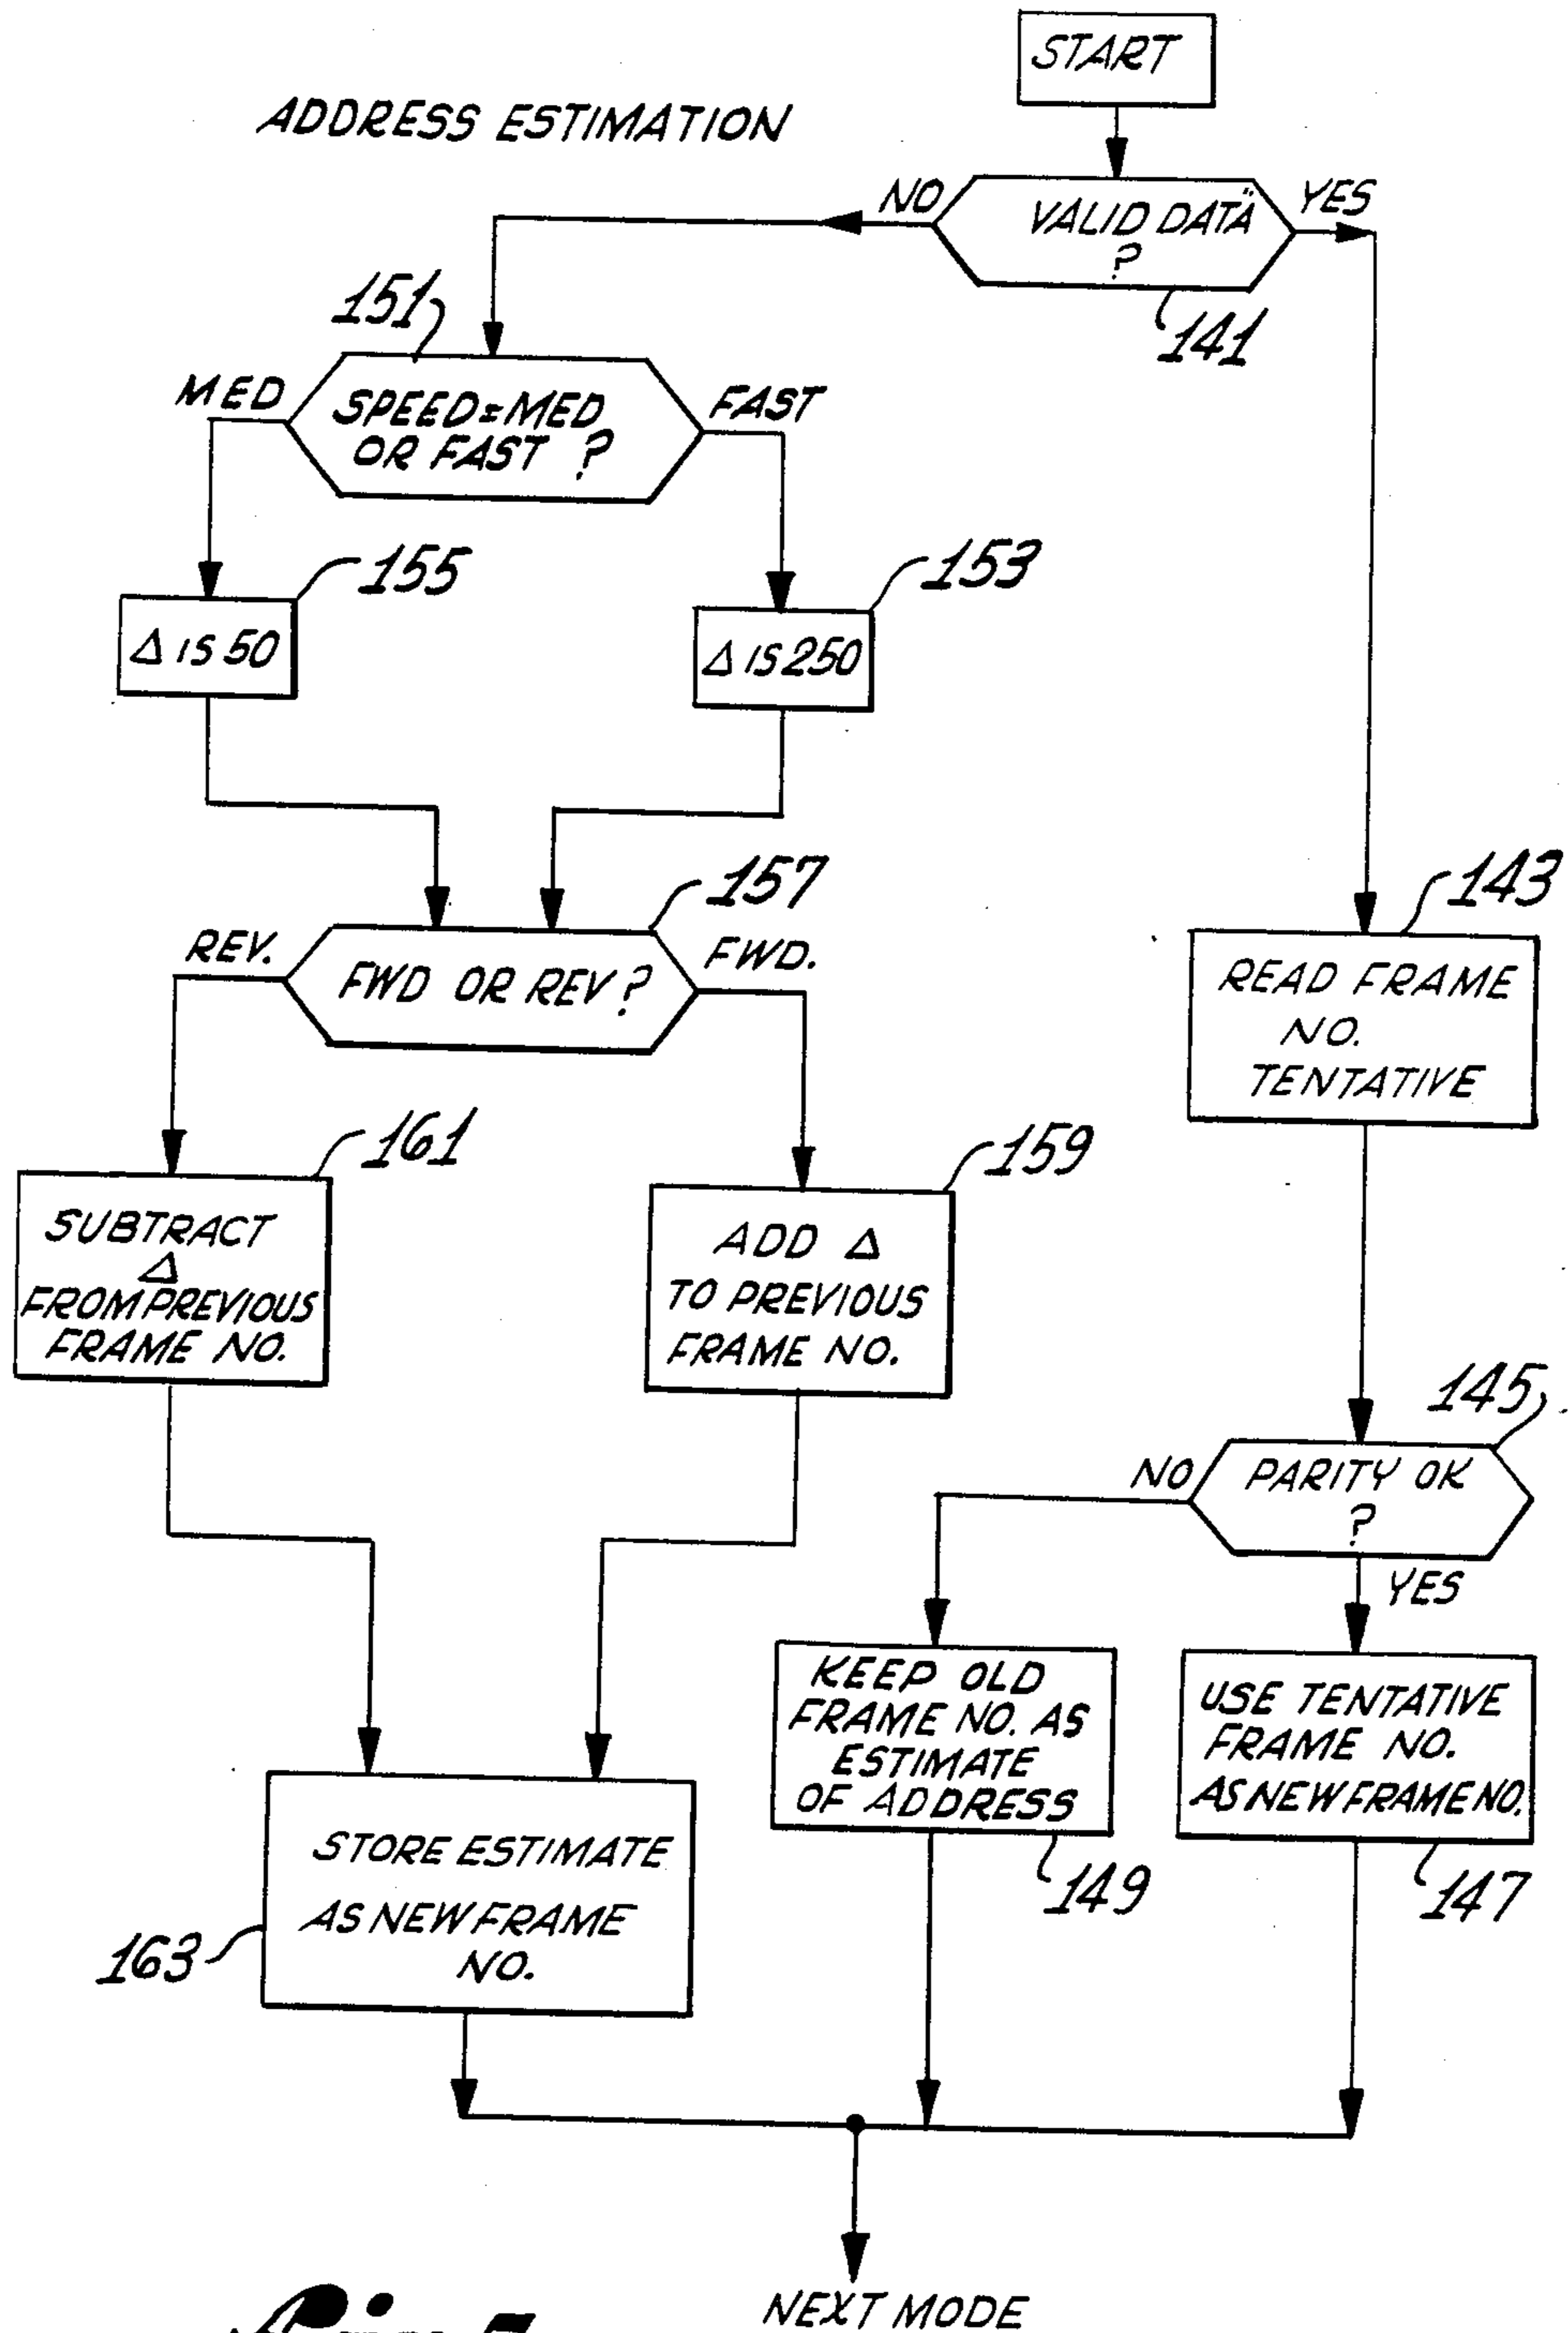 START
ADDRESS ESTIMATION
NO
VALID DATA
?
YES
141
151
MED
SPEED=MED
OR FAST ?
FAST
155
153
Δ IS 50
Δ IS 250
157
REV.
FWD OR REV?
FWD.
143
READ FRAME
NO.
TENTATIVE
161
159
SUBTRACT
Δ
FROM PREVIOUS
FRAME NO.
ADD Δ
TO PREVIOUS
FRAME NO.
145
NO
PARITY OK
?
YES
KEEP OLD
FRAME NO. AS
ESTIMATE
OF ADDRESS
USE TENTATIVE
FRAME NO.
AS NEW FRAME NO.
149
147
STORE ESTIMATE
AS NEW FRAME
NO.
163
NEXT MODE